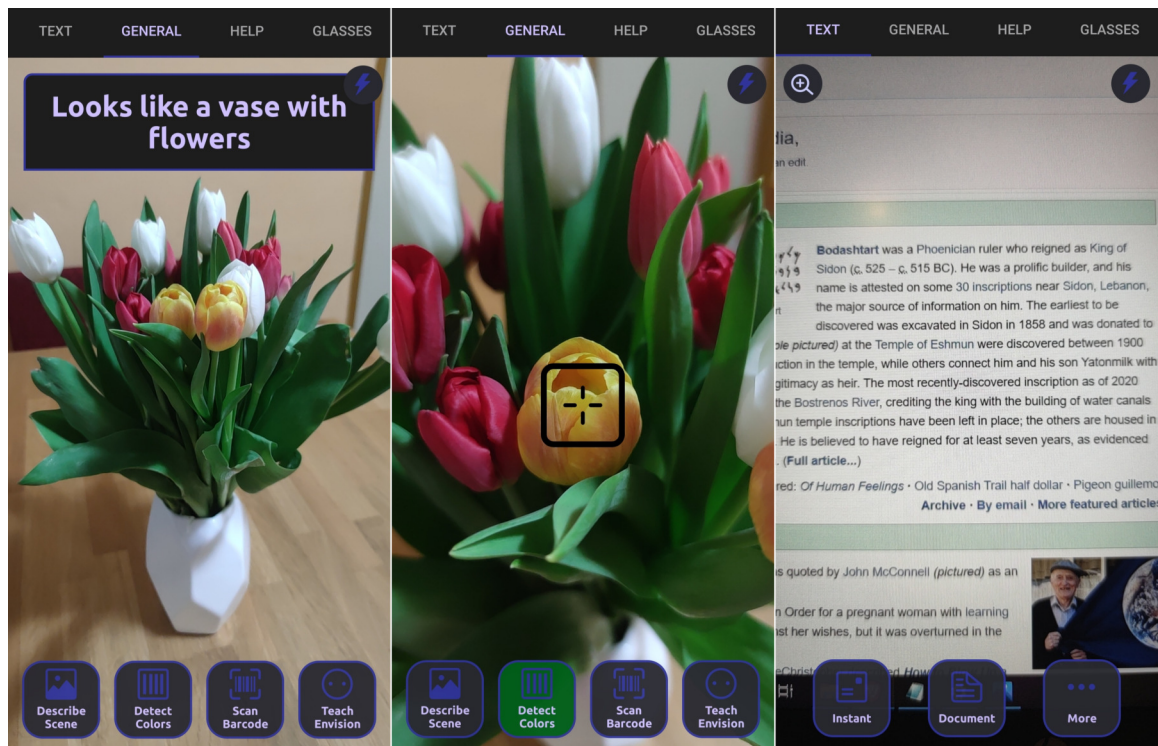 TEXT GENERAL HELP GLASSES
Looks like a vase with
flowers
Describe Scene
Detect Colors
Scan Barcode
Teach Envision
TEXT GENERAL HELP GLASSES
Describe Scene
Detect Colors
Scan Barcode
Teach Envision
TEXT GENERAL HELP GLASSES
an edit
Bodashtart was a Phoenician ruler who reigned as King of
Sidon (c. 525 – c. 515 BC). He was a prolific builder, and his
name is attested on some 30 inscriptions near Sidon, Lebanon,
the major source of information on him. The earliest to be
discovered was excavated in Sidon in 1858 and was donated to
pictured) at the Temple of Eshmun were discovered between 1900
in the temple, while others connect him and his son Yatonmilk with
as heir. The most recently-discovered inscription as of 2020
the Bostrenos River, crediting the king with the building of water canals
temple inscriptions have been left in place; the others are housed in
. He is believed to have reigned for at least seven years, as evidenced
. (Full article...)
Of Human Feelings · Old Spanish Trail half dollar · Pigeon
Archive · By email · More featured articles
quoted by John McConnell (pictured) as an
Order for a pregnant woman with learning
her wishes, but it was overturned in the
Instant
Document
More